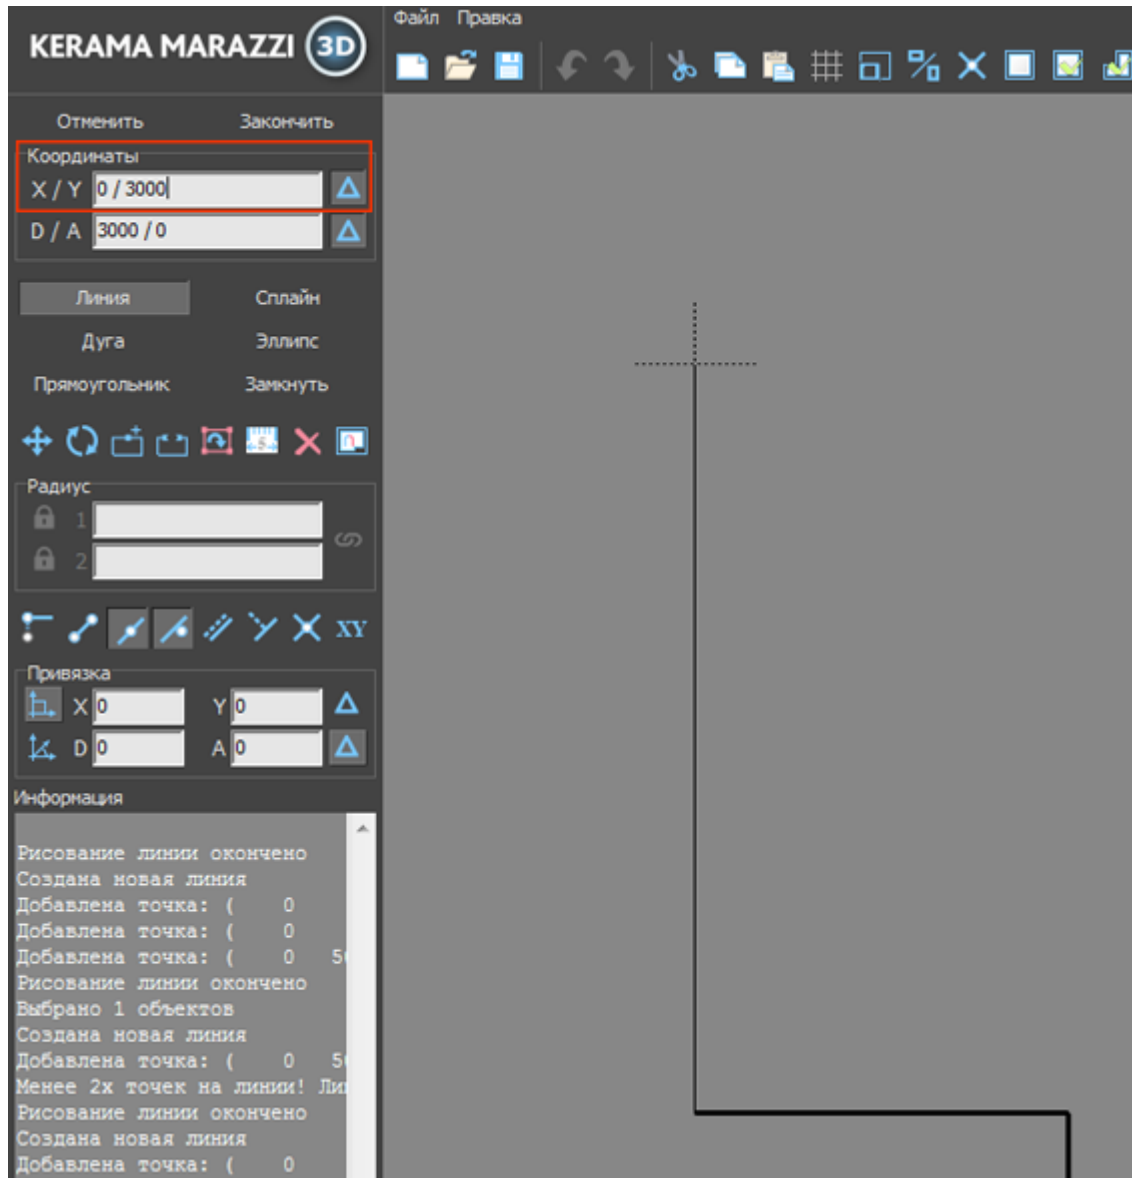 KERAMA MARAZZI 3D
Файл Правка
Отменить Закончить
Координаты
X / Y 0 / 3000
D / A 3000 / 0
Линия Сплайн
Дуга Эллипс
Прямоугольник Замкнуть
5
Радиус
1
2
XY
Привязка
X 0 Y 0
D 0 A 0
Информация
Рисование линии окончено
Создана новая линия
Добавлена точка: ( 0
Добавлена точка: ( 0
Добавлена точка: ( 0
Рисование линии окончено
Выбрано 1 объектов
Создана новая линия
Добавлена точка: ( 0
Менее 2х точек на линии!
Рисование линии окончено
Создана новая линия
Добавлена точка: ( 0